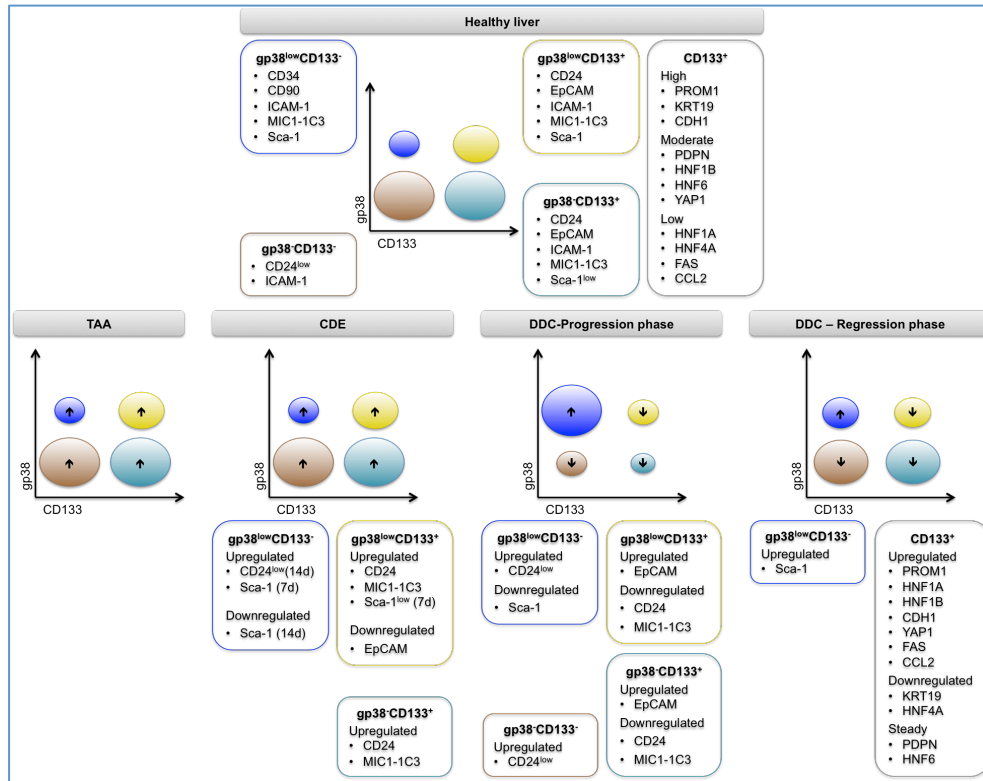 Healthy liver
gp38lowCD133-
• CD34
• CD90
• ICAM-1
• MIC1-1C3
• Sca-1
gp38lowCD133+
• CD24
• EpCAM
• ICAM-1
• MIC1-1C3
• Sca-1
CD133+
High
• PROM1
• KRT19
• CDH1
Moderate
• PDPN
• HNF1B
• HNF6
• YAP1
Low
• HNF1A
• HNF4A
• FAS
• CCL2
gp38
CD133
gp38-CD133-
• CD24low
• ICAM-1
gp38-CD133+
• CD24
• EpCAM
• ICAM-1
• MIC1-1C3
• Sca-1low
TAA
gp38
CD133
CDE
gp38
CD133
gp38lowCD133-
Upregulated
• CD24low(14d)
• Sca-1 (7d)
Downregulated
• Sca-1 (14d)
gp38lowCD133+
Upregulated
• CD24
• MIC1-1C3
• Sca-1low (7d)
Downregulated
• EpCAM
gp38-CD133+
Upregulated
• CD24
• MIC1-1C3
DDC-Progression phase
gp38
CD133
gp38lowCD133-
Upregulated
• CD24low
Downregulated
• Sca-1
gp38lowCD133+
Upregulated
• EpCAM
Downregulated
• CD24
• MIC1-1C3
gp38-CD133-
Upregulated
• CD24low
gp38-CD133+
Upregulated
• EpCAM
Downregulated
• CD24
• MIC1-1C3
DDC – Regression phase
gp38
CD133
gp38lowCD133-
Upregulated
• Sca-1
CD133+
Upregulated
• PROM1
• HNF1A
• HNF1B
• CDH1
• YAP1
• FAS
• CCL2
Downregulated
• KRT19
• HNF4A
Steady
• PDPN
• HNF6